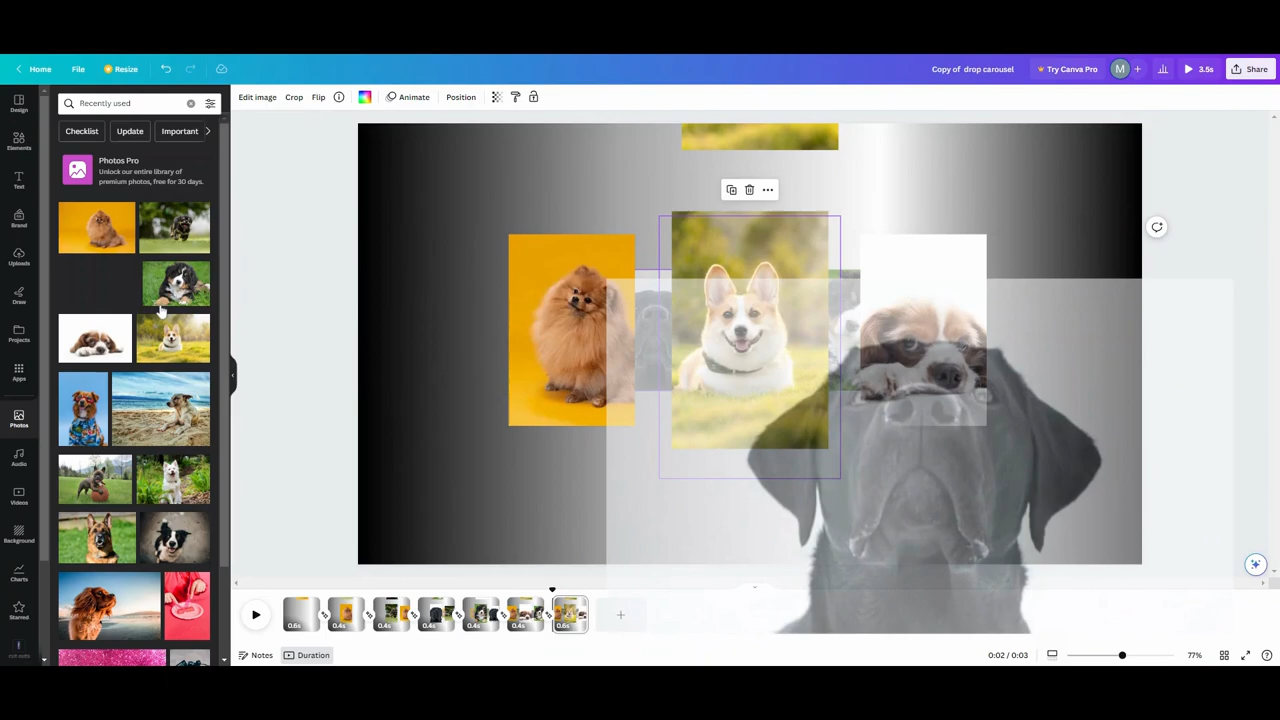 Home File Resize Copy of drop carousel Try Canva Pro M + 3.5s Share
Recently used
Edit image Crop Flip Animate Position
Checklist Update Important
Photos Pro
Unlock our entire library of
premium photos, free for 30 days.
Design
Elements
Text
Brand
Uploads
Draw
Projects
Apps
Photos
Audio
Videos
Background
Charts
Starred
0.6s 0.4s 0.4s 0.4s 0.4s 0.4s 0.6s
Notes Duration 0:02 / 0:03 77%